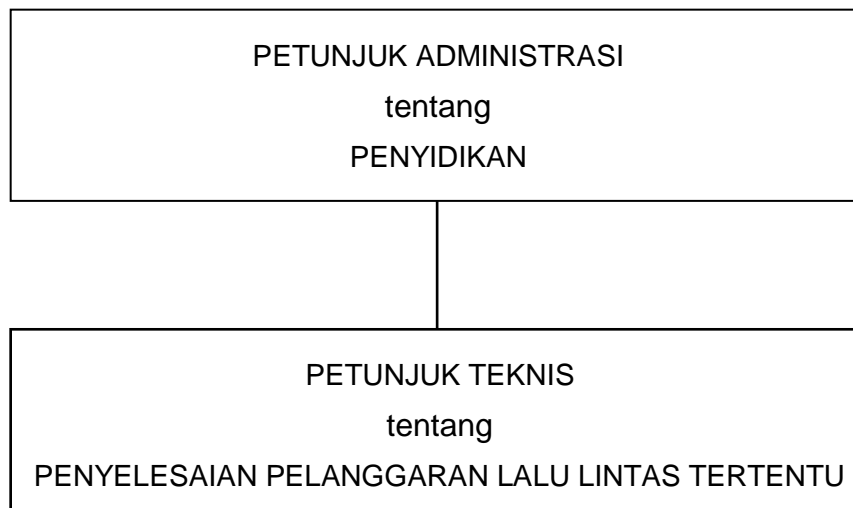 PETUNJUK ADMINISTRASI
tentang
PENYIDIKAN
PETUNJUK TEKNIS
tentang
PENYELESAIAN PELANGGARAN LALU LINTAS TERTENTU